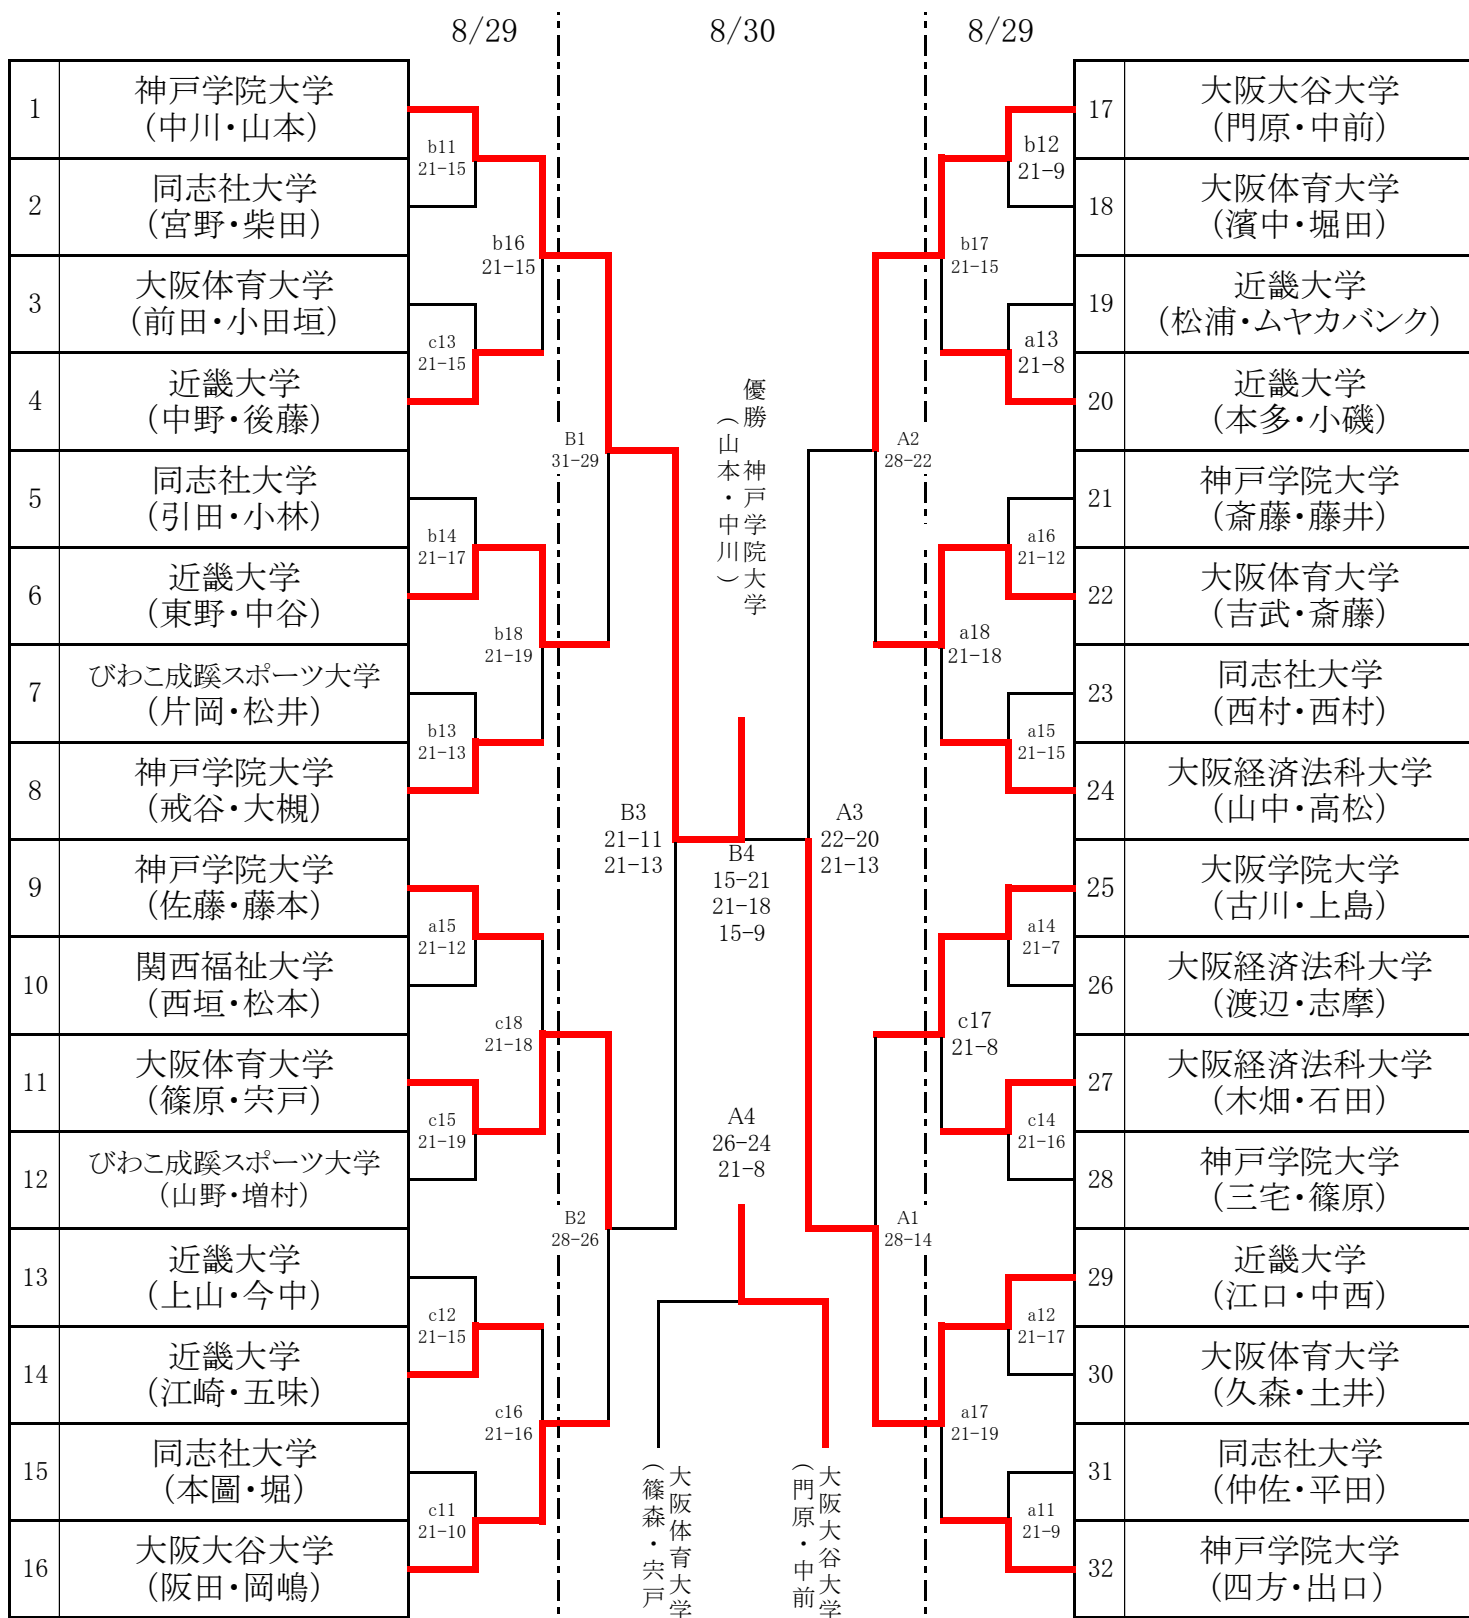 8/29
8/30
8/29
1
神戸学院大学
(中川・山本)
2
同志社大学
(宮野・柴田)
3
大阪体育大学
(前田・小田垣)
4
近畿大学
(中野・後藤)
5
同志社大学
(引田・小林)
6
近畿大学
(東野・中谷)
7
びわこ成蹊スポーツ大学
(片岡・松井)
8
神戸学院大学
(戒谷・大槻)
9
神戸学院大学
(佐藤・藤本)
10
関西福祉大学
(西垣・松本)
11
大阪体育大学
(篠原・宍戸)
12
びわこ成蹊スポーツ大学
(山野・増村)
13
近畿大学
(上山・今中)
14
近畿大学
(江崎・五味)
15
同志社大学
(本圖・堀)
16
大阪大谷大学
(阪田・岡嶋)
b11
21-15
c13
21-15
b14
21-17
b13
21-13
a15
21-12
c15
21-19
c12
21-15
c11
21-10
b16
21-15
b18
21-19
c18
21-18
c16
21-16
B1
31-29
B2
28-26
B3
21-11
21-13
優勝 神戸学院大学
(山本・中川)
B4
15-21
21-18
15-9
A4
26-24
21-8
大阪体育大学
(篠森・宍戸)
大阪大谷大学
(門原・中前)
A3
22-20
21-13
A2
28-22
A1
28-14
b17
21-15
a18
21-18
c17
21-8
a17
21-19
b12
21-9
a13
21-8
a16
21-12
a15
21-15
a14
21-7
c14
21-16
a12
21-17
a11
21-9
17
大阪大谷大学
(門原・中前)
18
大阪体育大学
(濱中・堀田)
19
近畿大学
(松浦・ムヤカバンク)
20
近畿大学
(本多・小磯)
21
神戸学院大学
(斎藤・藤井)
22
大阪体育大学
(吉武・斎藤)
23
同志社大学
(西村・西村)
24
大阪経済法科大学
(山中・高松)
25
大阪学院大学
(古川・上島)
26
大阪経済法科大学
(渡辺・志摩)
27
大阪経済法科大学
(木畑・石田)
28
神戸学院大学
(三宅・篠原)
29
近畿大学
(江口・中西)
30
大阪体育大学
(久森・土井)
31
同志社大学
(仲佐・平田)
32
神戸学院大学
(四方・出口)